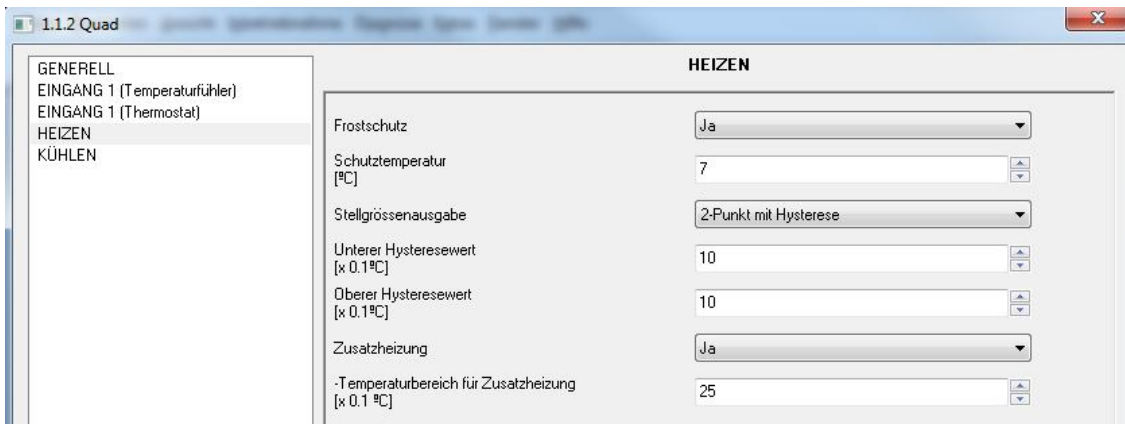 1.1.2 Quad
GENERELL
EINGANG 1 (Temperaturfühler)
EINGANG 1 (Thermostat)
HEIZEN
KÜHLEN
HEIZEN
Frostschutz
Ja
Schutztemperatur
[ºC]
7
Stellgrössenausgabe
2-Punkt mit Hysterese
Unterer Hysteresewert
[x 0.1ºC]
10
Oberer Hysteresewert
[x 0.1ºC]
10
Zusatzheizung
Ja
-Temperaturbereich für Zusatzheizung
[x 0.1 ºC]
25